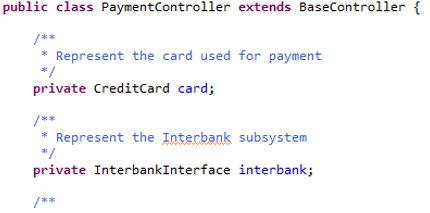 public class PaymentController extends BaseController {
/**
* Represent the card used for payment
*/
private CreditCard card;
/**
* Represent the Interbank subsystem
*/
private InterbankInterface interbank;
/**